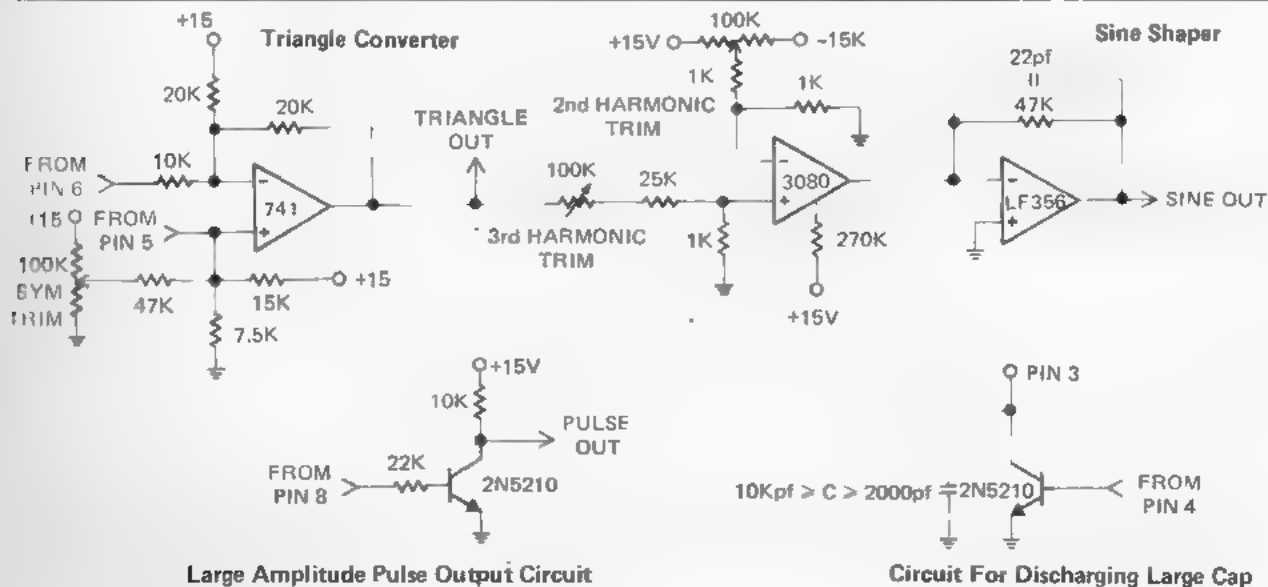 Triangle Converter
+15
20K
20K
FROM
PIN 6
10K
741
+15
FROM
PIN 5
100K
SYM
TRIM
47K
15K
+15
7.5K
TRIANGLE
OUT
+15V
100K
-15K
1K
1K
2nd HARMONIC
TRIM
100K
25K
3rd HARMONIC
TRIM
1K
3080
270K
+15V
Sine Shaper
22pf
47K
LF356
SINE OUT
+15V
10K
PULSE
OUT
FROM
PIN 8
22K
2N5210
Large Amplitude Pulse Output Circuit
PIN 3
10Kpf ≥ C ≥ 2000pf
2N5210
FROM
PIN 4
Circuit For Discharging Large Cap